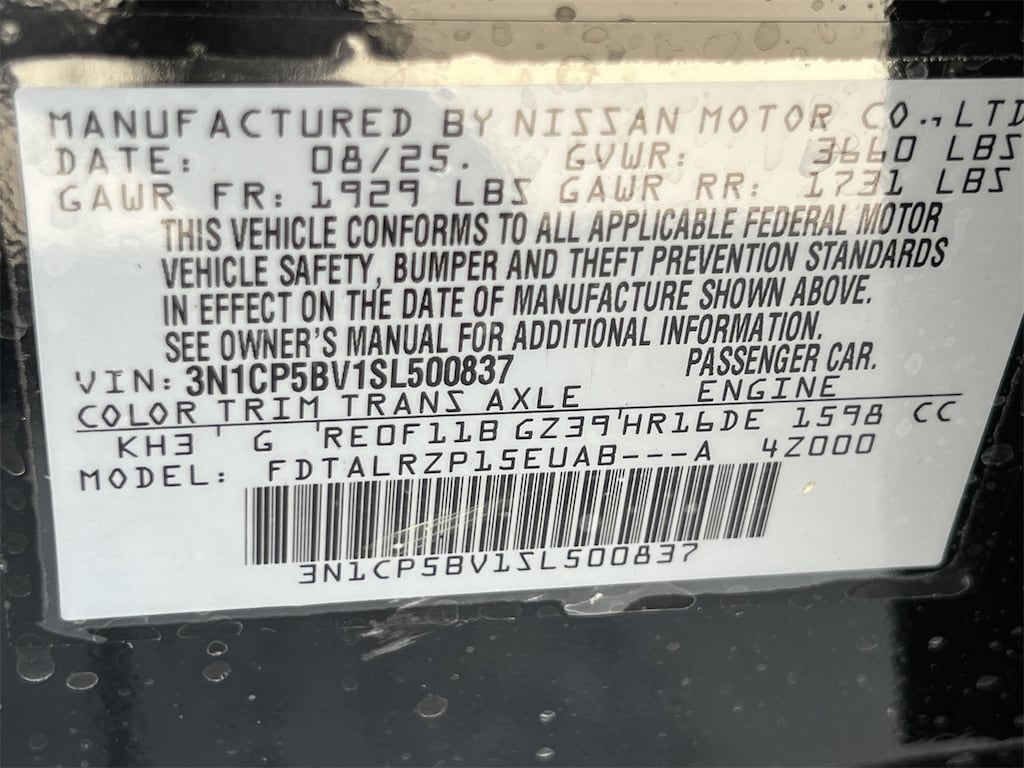 MANUFACTURED BY NISSAN MOTOR CO., LTD
DATE: 08/25. GVWR: 3660 LBS
GAWR FR: 1929 LBS GAWR RR: 1731 LBS
THIS VEHICLE CONFORMS TO ALL APPLICABLE FEDERAL MOTOR
VEHICLE SAFETY, BUMPER AND THEFT PREVENTION STANDARDS
IN EFFECT ON THE DATE OF MANUFACTURE SHOWN ABOVE.
SEE OWNER'S MANUAL FOR ADDITIONAL INFORMATION.
VIN: 3N1CP5BV1SL500837 PASSENGER CAR.
COLOR TRIM TRANS AXLE ENGINE
KH3 G RE0F11B GZ39 HR16DE 1598 CC
MODEL: FDTALRZP15EUAB---A 4Z000
3N1CP5BV1SL500837